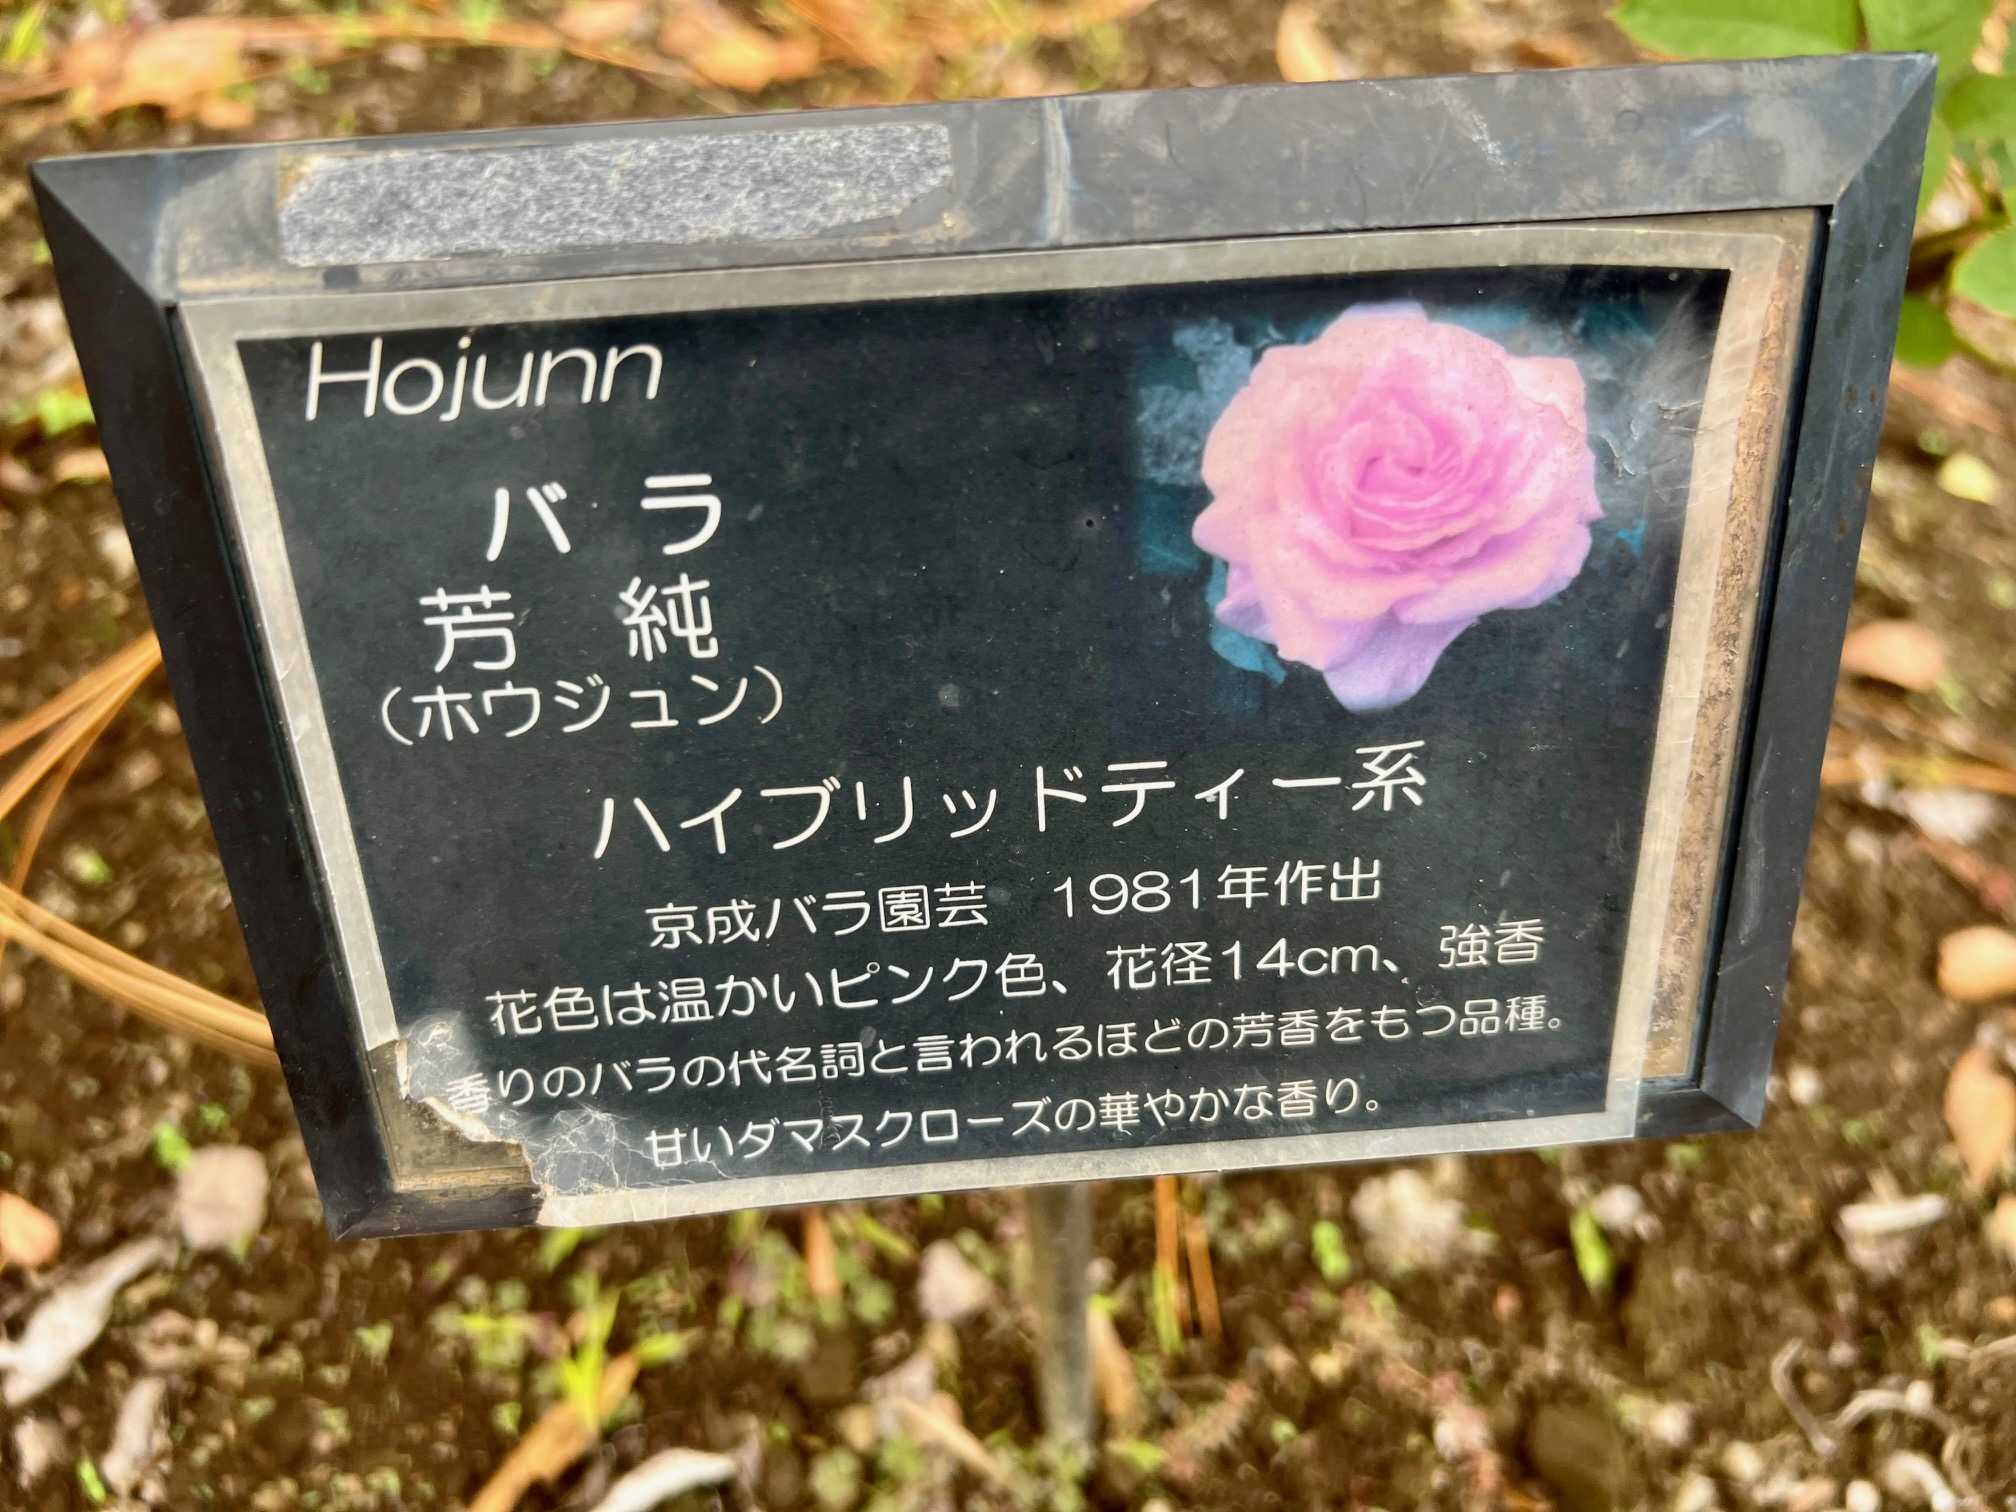 Hojunn
バラ
芳純
（ホウジュン）
ハイブリッドティー系
京成バラ園芸　1981年作出
花色は温かいピンク色、花径14cm、強香
香りのバラの代名詞と言われるほどの芳香をもつ品種。
甘いダマスクローズの華やかな香り。